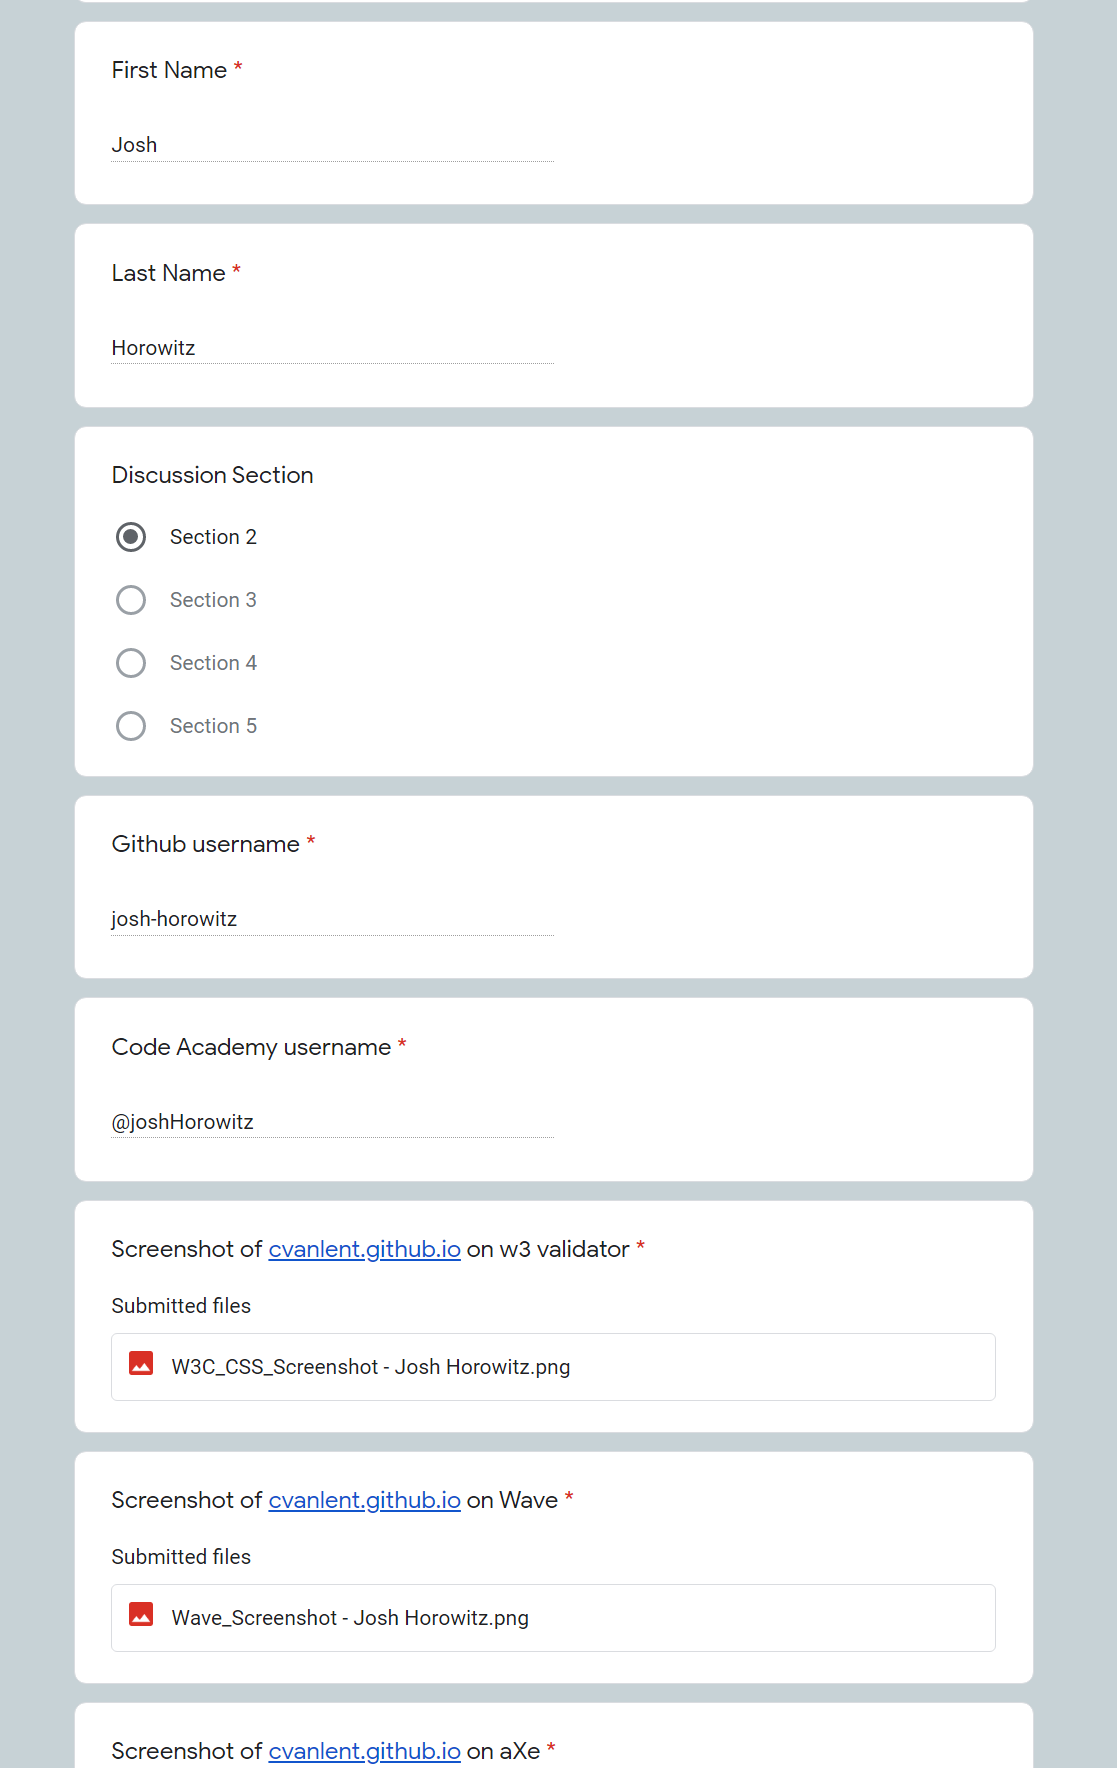 First Name *
Josh
Last Name *
Horowitz
Discussion Section
Section 2
Section 3
Section 4
Section 5
Github username *
josh-horowitz
Code Academy username *
@joshHorowitz
Screenshot of cvanlent.github.io on w3 validator *
Submitted files
W3C_CSS_Screenshot - Josh Horowitz.png
Screenshot of cvanlent.github.io on Wave *
Submitted files
Wave_Screenshot - Josh Horowitz.png
Screenshot of cvanlent.github.io on aXe *